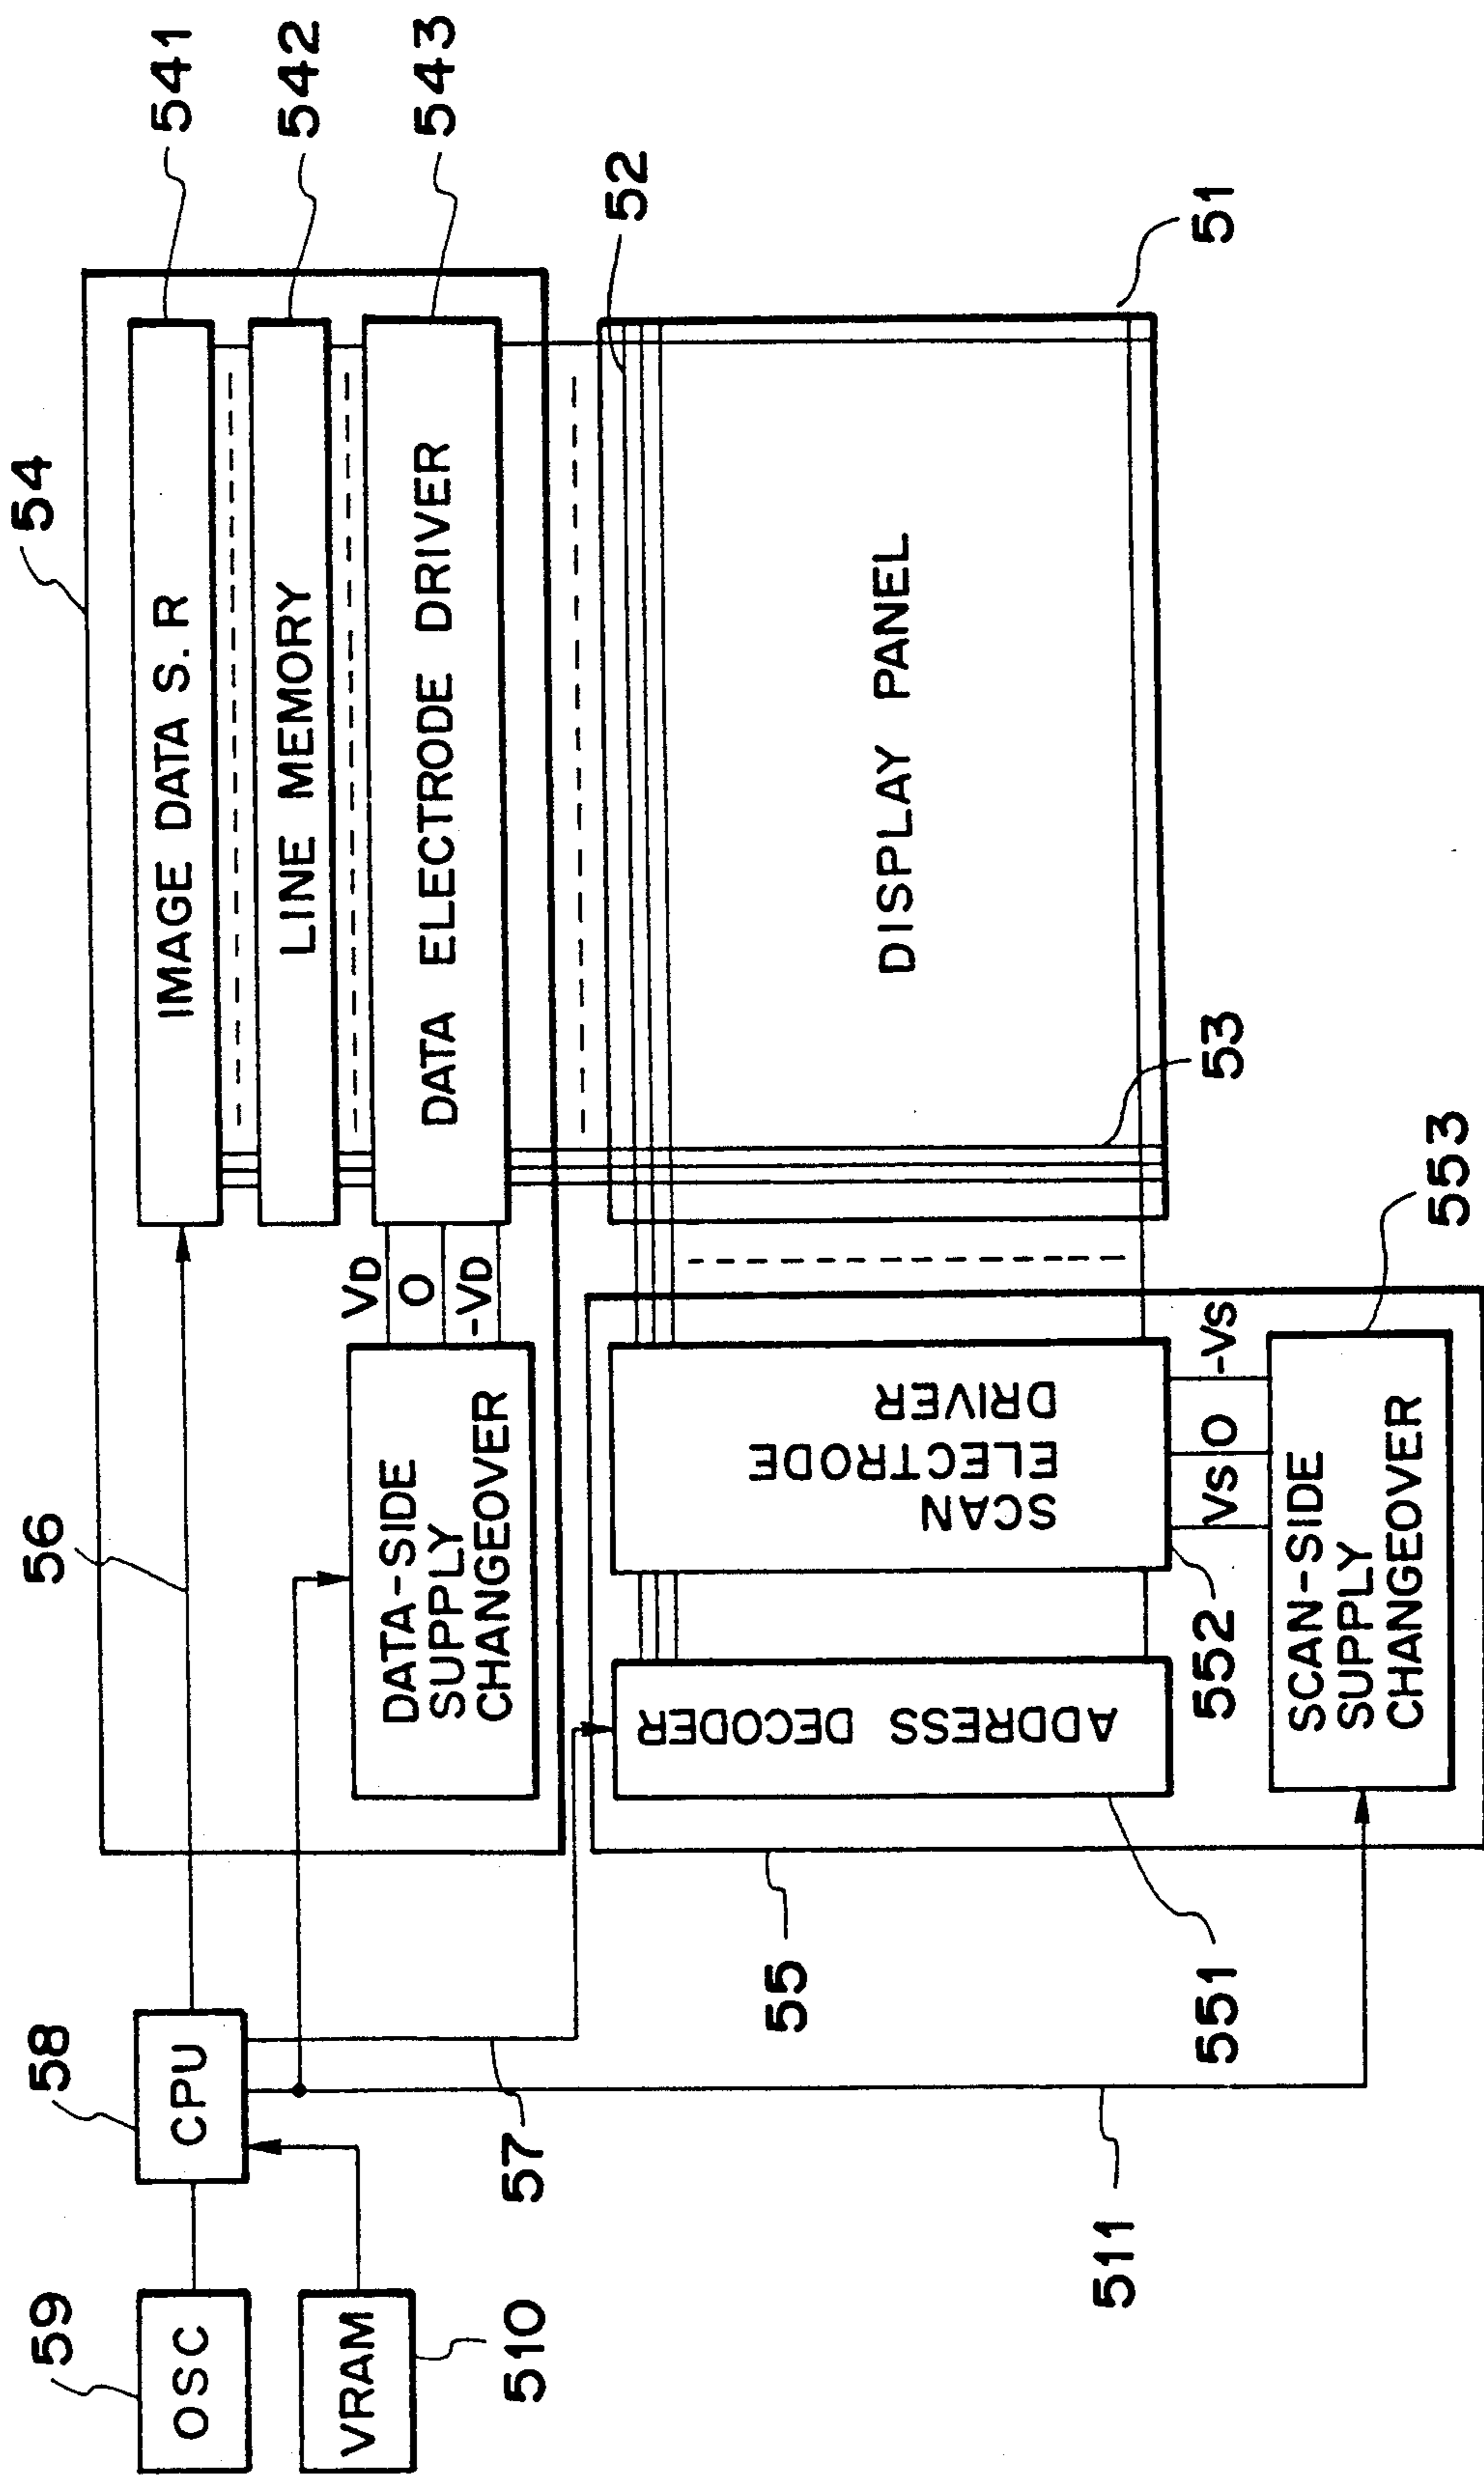 59
OSC
VRAM
510
58
CPU
56
57
511
54
IMAGE DATA S. R
541
LINE MEMORY
542
DATA ELECTRODE DRIVER
543
DATA-SIDE
SUPPLY
CHANGEOVER
VD
0
-VD
55
ADDRESS DECODER
551
SCAN
ELECTRODE
DRIVER
552
VS
0
-VS
SCAN-SIDE
SUPPLY
CHANGEOVER
553
DISPLAY PANEL
52
53
51